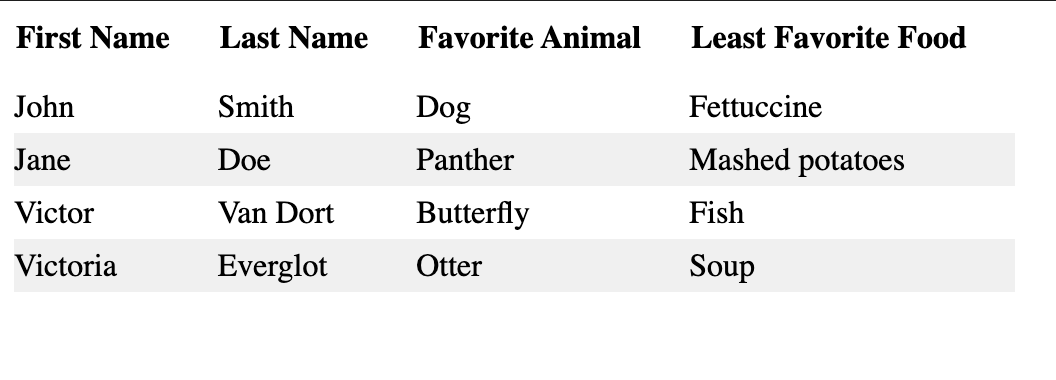 First Name Last Name Favorite Animal Least Favorite Food
John Smith Dog Fettuccine
Jane Doe Panther Mashed potatoes
Victor Van Dort Butterfly Fish
Victoria Everglot Otter Soup